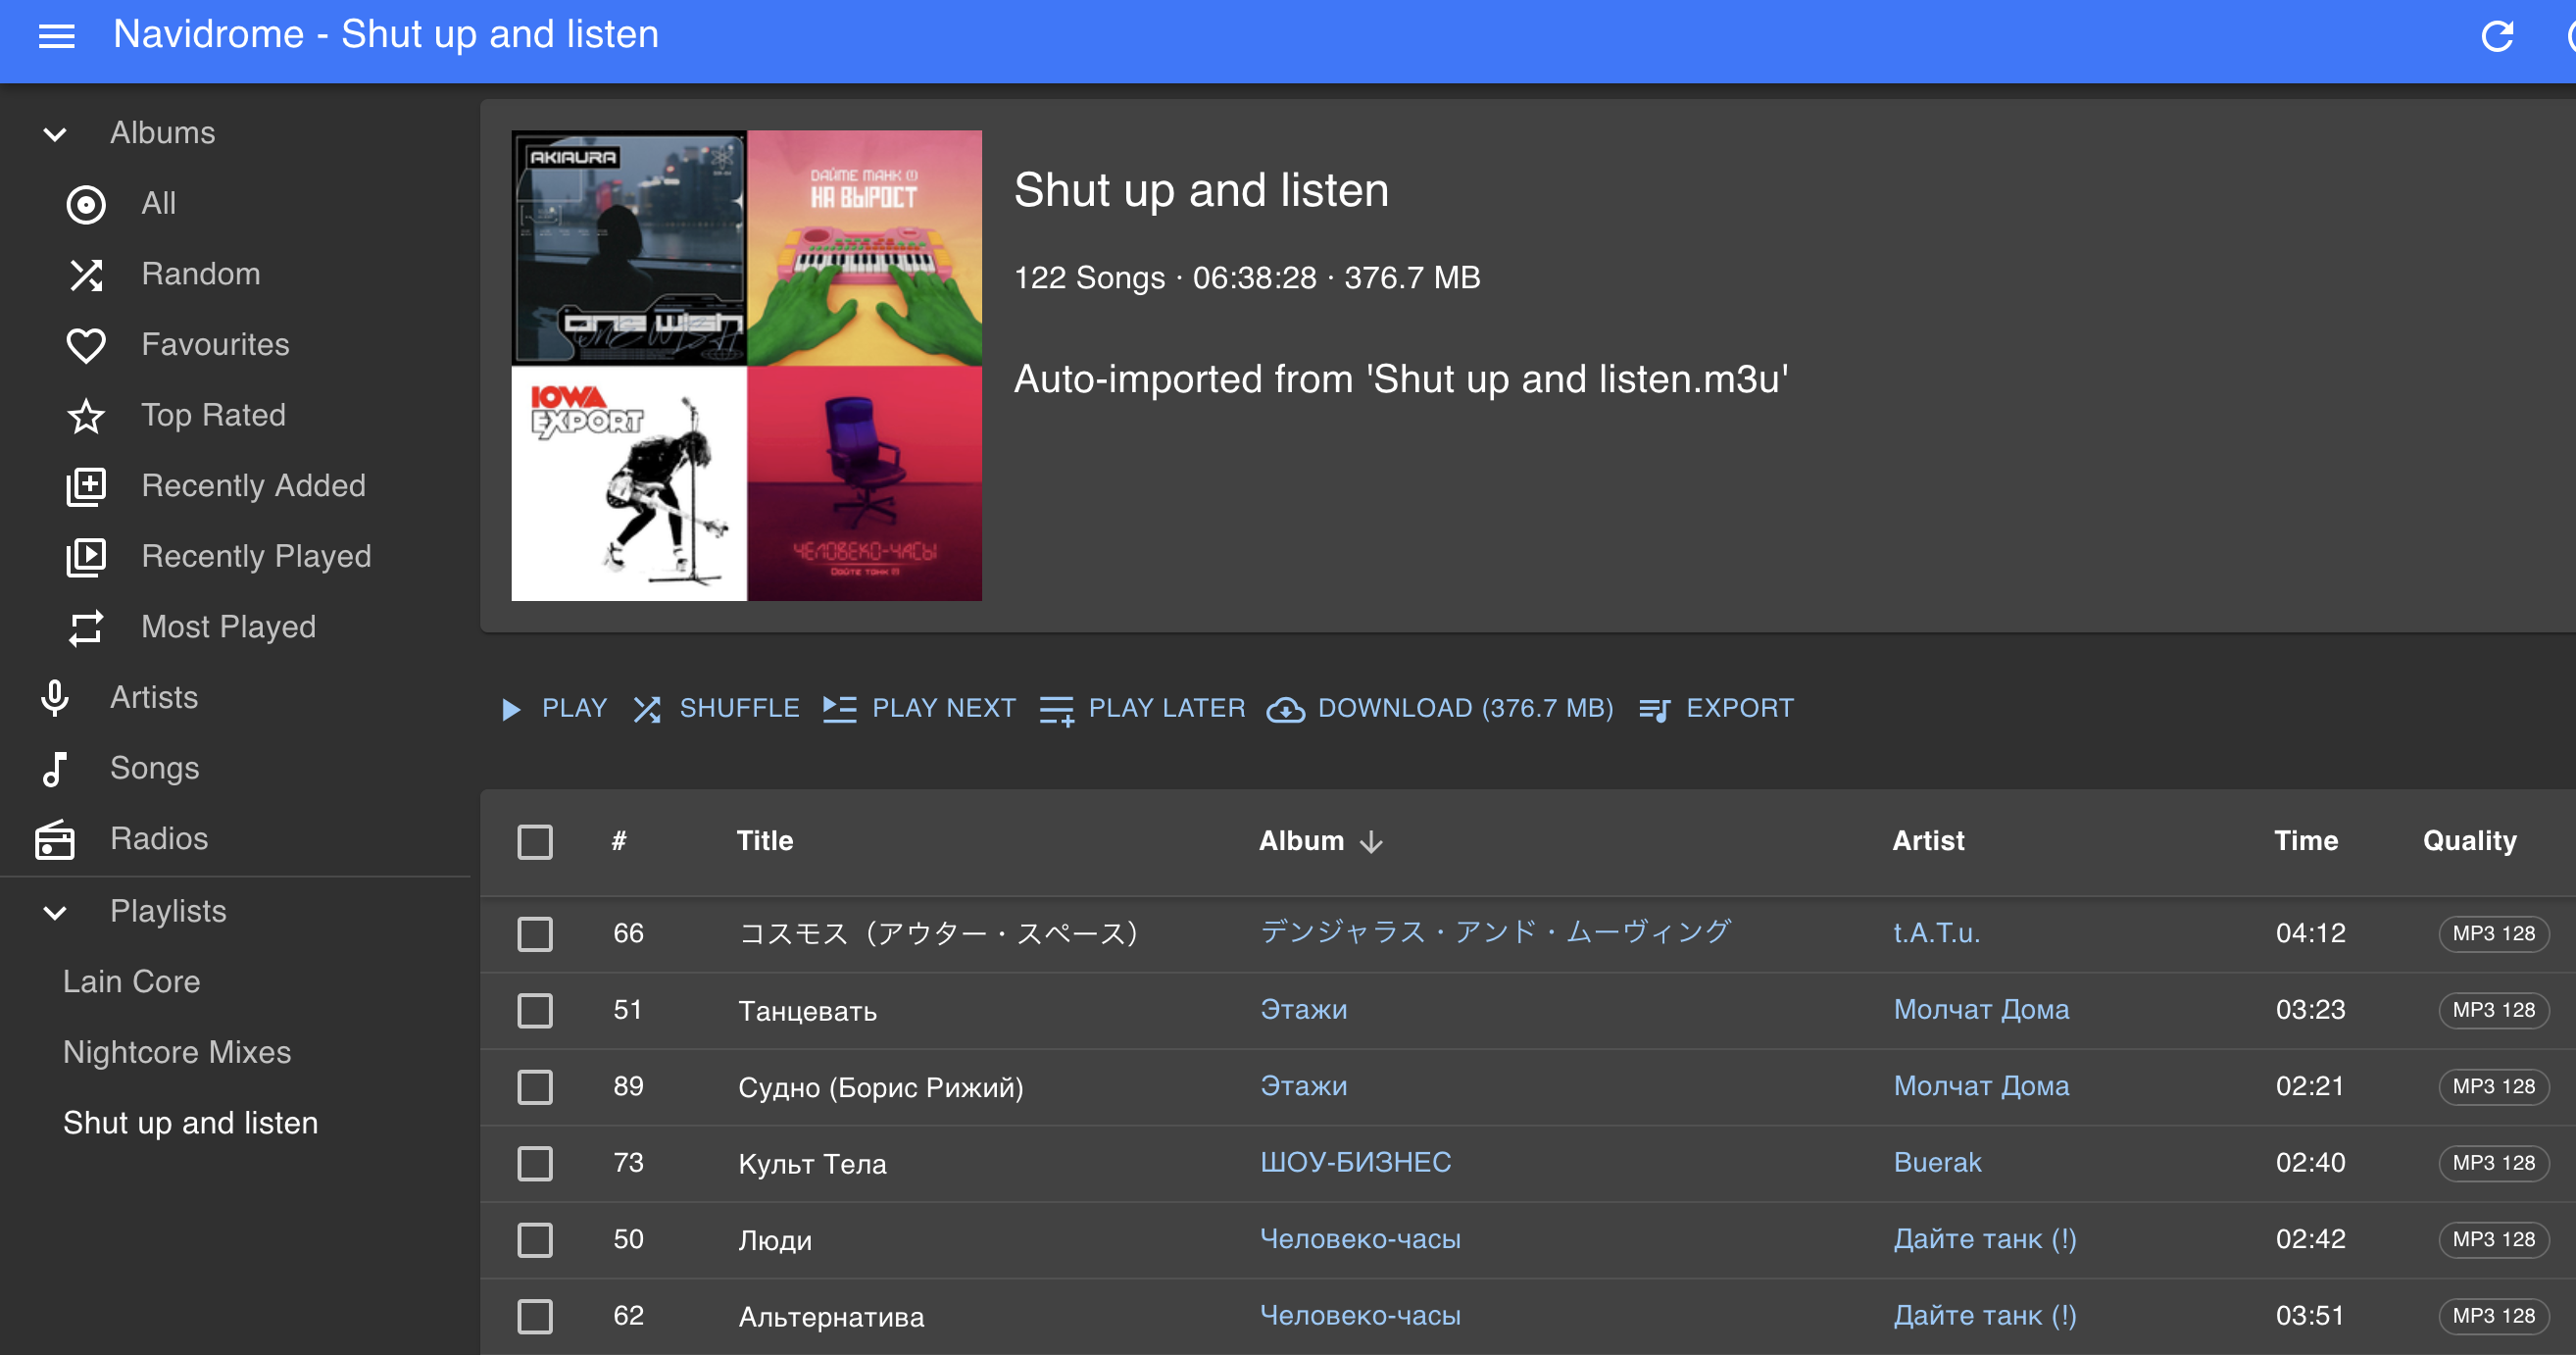 Navidrome - Shut up and listen
Albums
All
Random
Favourites
Top Rated
Recently Added
Recently Played
Most Played
Artists
Songs
Radios
Playlists
Lain Core
Nightcore Mixes
Shut up and listen
AKIAURA
ONE WISH
ДАЙТЕ ТАНК (!)
НА ВЫРОСТ
IOWA
EXPORT
ЧЕЛОВЕКО-ЧАСЫ
Дайте танк (!)
Shut up and listen
122 Songs · 06:38:28 · 376.7 MB
Auto-imported from 'Shut up and listen.m3u'
PLAY SHUFFLE PLAY NEXT PLAY LATER DOWNLOAD (376.7 MB) EXPORT
# Title Album Artist Time Quality
66 コスモス（アウター・スペース） デンジャラス・アンド・ムーヴィング t.A.T.u. 04:12 MP3 128
51 Танцевать Этажи Молчат Дома 03:23 MP3 128
89 Судно (Борис Рижий) Этажи Молчат Дома 02:21 MP3 128
73 Культ Тела ШОУ-БИЗНЕС Buerak 02:40 MP3 128
50 Люди Человеко-часы Дайте танк (!) 02:42 MP3 128
62 Альтернатива Человеко-часы Дайте танк (!) 03:51 MP3 128